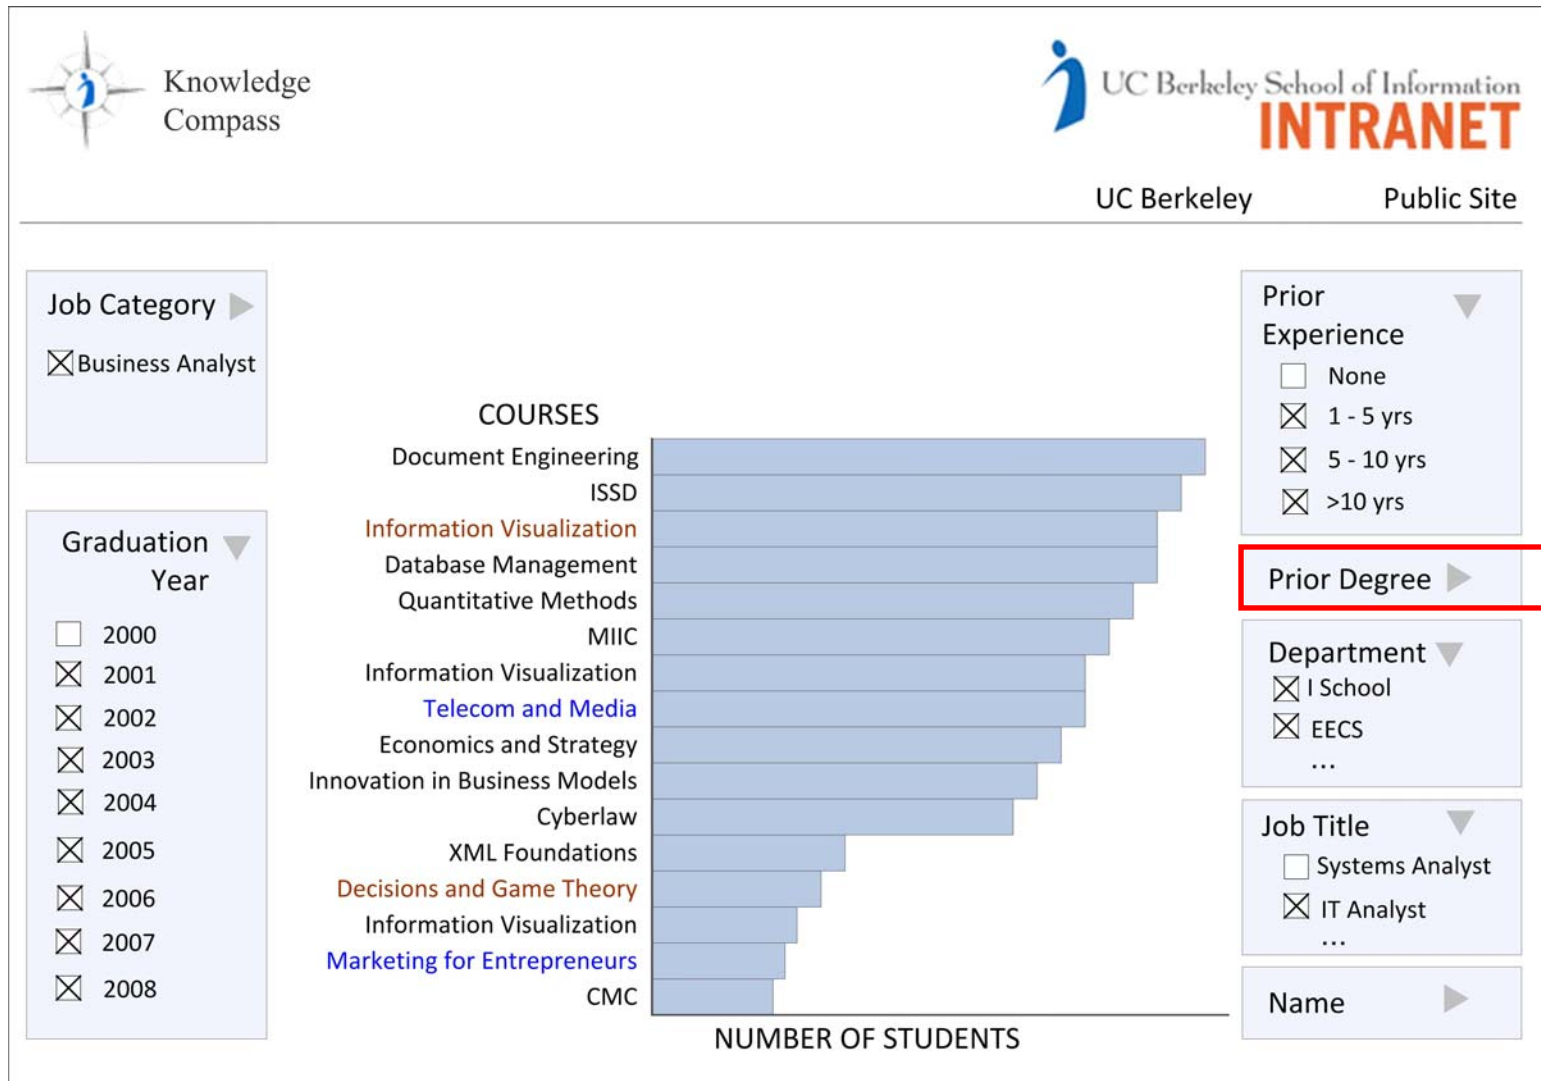 Knowledge
Compass
UC Berkeley School of Information
INTRANET
UC Berkeley
Public Site
Job Category
Business Analyst
Graduation
Year
2000
2001
2002
2003
2004
2005
2006
2007
2008
COURSES
Document Engineering
ISSD
Information Visualization
Database Management
Quantitative Methods
MIIC
Information Visualization
Telecom and Media
Economics and Strategy
Innovation in Business Models
Cyberlaw
XML Foundations
Decisions and Game Theory
Information Visualization
Marketing for Entrepreneurs
CMC
NUMBER OF STUDENTS
Prior
Experience
None
1 - 5 yrs
5 - 10 yrs
>10 yrs
Prior Degree
Department
I School
EECS
...
Job Title
Systems Analyst
IT Analyst
...
Name